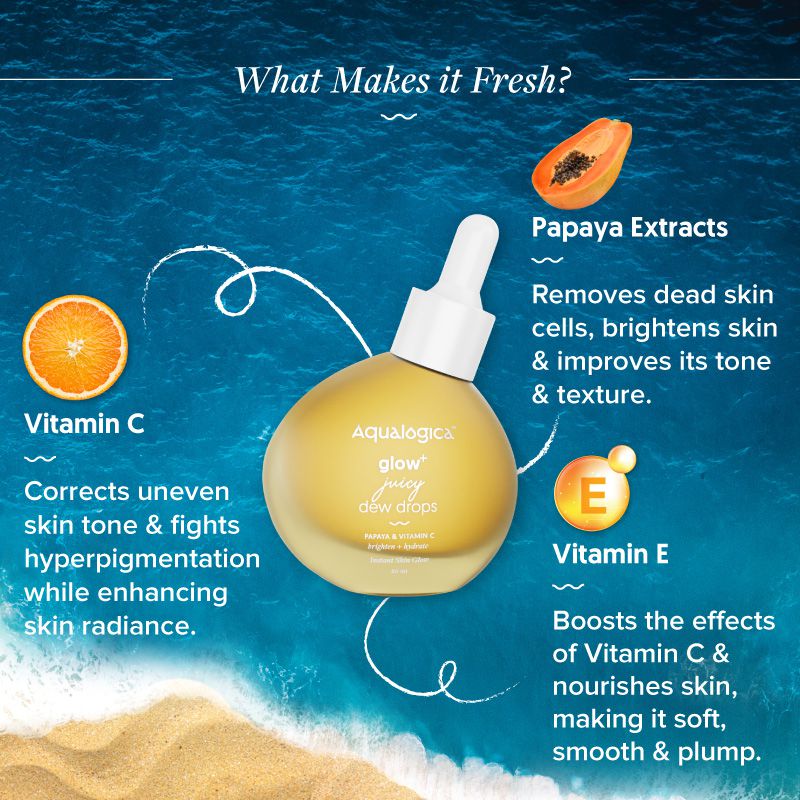 What Makes it Fresh?
Papaya Extracts
Removes dead skin
cells, brightens skin
& improves its tone
& texture.
Vitamin C
Corrects uneven
skin tone & fights
hyperpigmentation
while enhancing
skin radiance.
Aqualogica™
glow+
juicy
dew drops
PAPAYA & VITAMIN C
brighten + hydrate
Instant Skin Glow
E
Vitamin E
Boosts the effects
of Vitamin C &
nourishes skin,
making it soft,
smooth & plump.